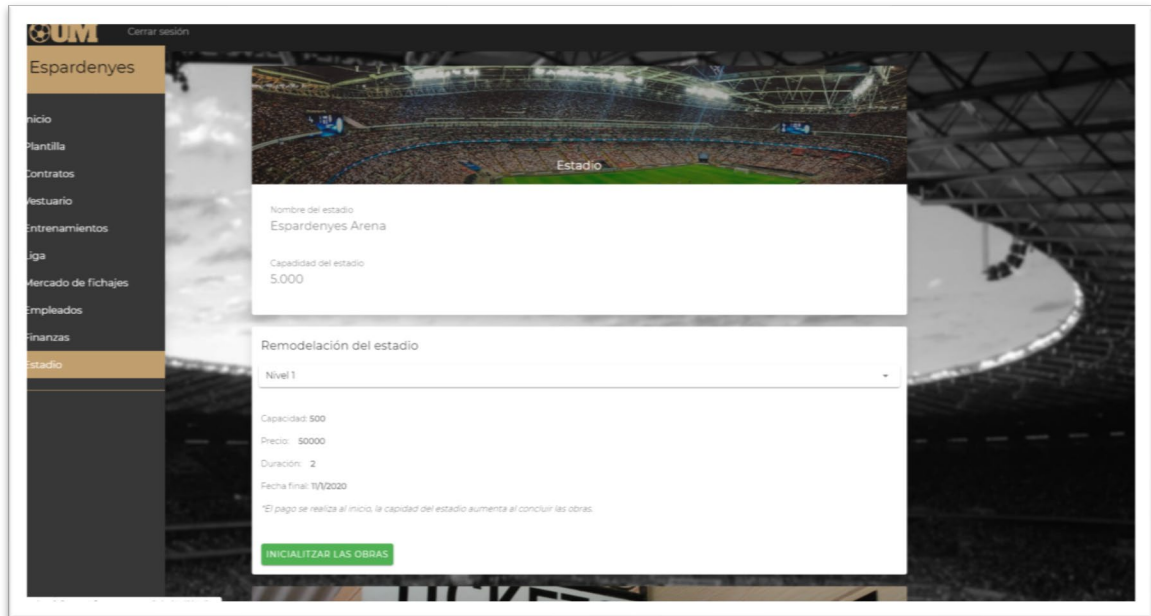 OUM
Cerrar sesión
Espardenyes
nicio
Plantilla
Contratos
Vestuario
Entrenamientos
Liga
Mercado de fichajes
Empleados
Finanzas
Estadio
Estadio
Nombre del estadio
Espardenyes Arena
Capadidad del estadio
5.000
Remodelación del estadio
Nivel 1
Capacidad: 500
Precio: 50000
Duración: 2
Fecha final: 11/1/2020
*El pago se realiza al inicio, la capidad del estadio aumenta al concluir las obras.
INICIALITZAR LAS OBRAS